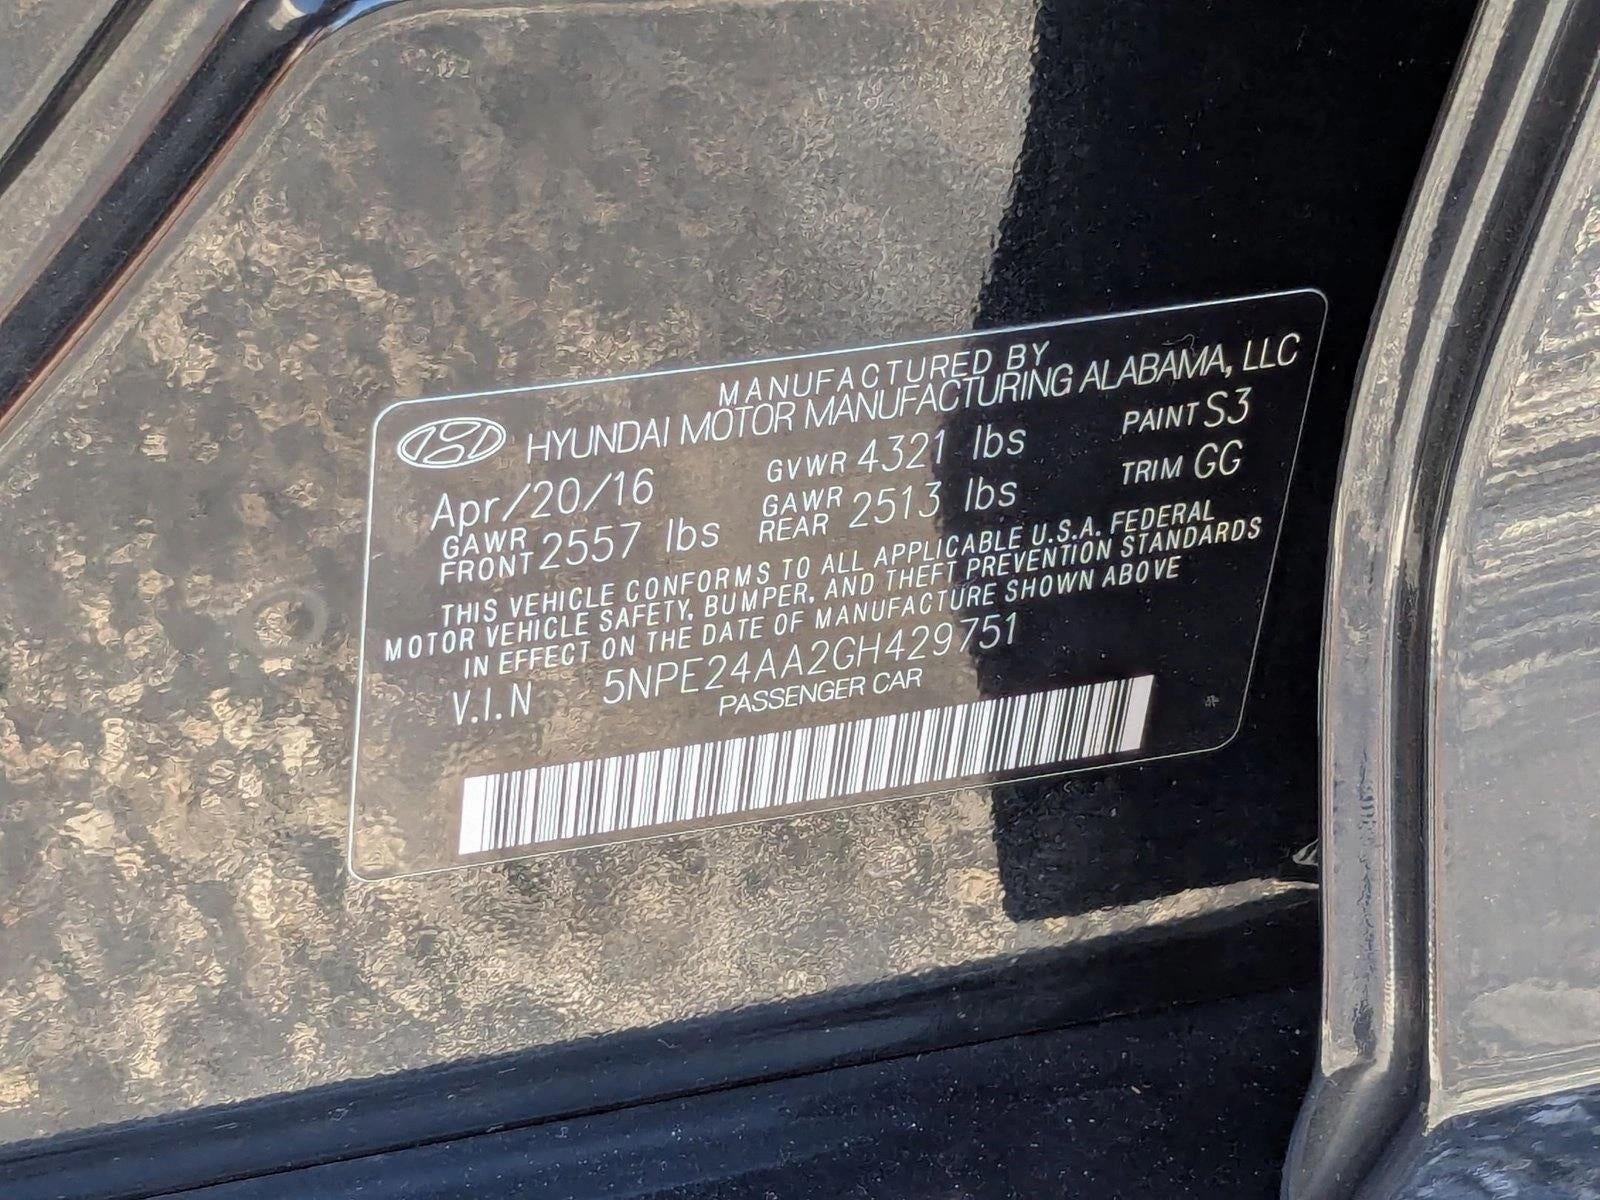 MANUFACTURED BY
HYUNDAI MOTOR MANUFACTURING ALABAMA, LLC
Apr/20/16 GVWR 4321 lbs PAINT S3
GAWR FRONT 2557 lbs GAWR REAR 2513 lbs TRIM GG
THIS VEHICLE CONFORMS TO ALL APPLICABLE U.S.A. FEDERAL
MOTOR VEHICLE SAFETY, BUMPER, AND THEFT PREVENTION STANDARDS
IN EFFECT ON THE DATE OF MANUFACTURE SHOWN ABOVE
V.I.N 5NPE24AA2GH429751
PASSENGER CAR